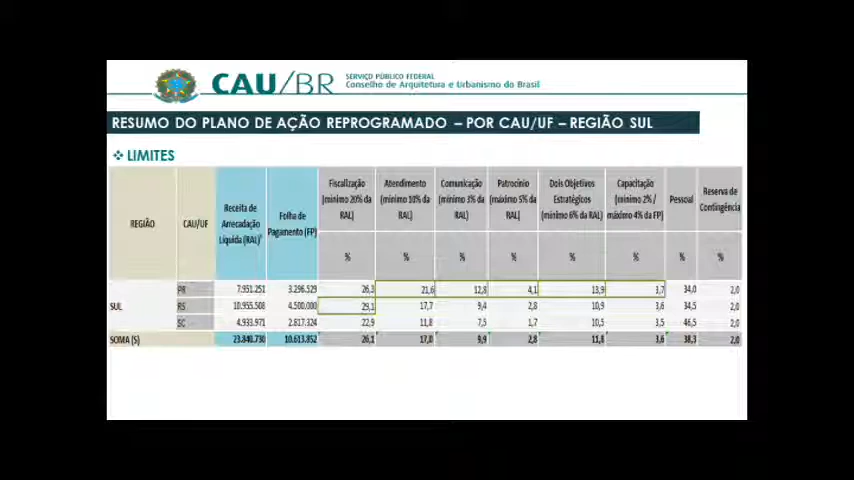 CAU/BR
SERVIÇO PÚBLICO FEDERAL
Conselho de Arquitetura e Urbanismo do Brasil
RESUMO DO PLANO DE AÇÃO REPROGRAMADO – POR CAU/UF – REGIÃO SUL
❖ LIMITES
REGIÃO CAU/UF Receita de Arrecadação Líquida (RAL) Folha de Pagamento (FP) Fiscalização (mínimo 20% da RAL) Atendimento (mínimo 10% da RAL) Comunicação (mínimo 3% da RAL) Patrocínio (máximo 5% da RAL) Dois Objetivos Estratégicos (mínimo 6% da RAL) Capacitação (mínimo 2% / máximo 4% da FP) Pessoal Reserva de Contingência
% % % % % % % %
PR 7.951.251 3.296.529 26,3 21,6 12,8 4,1 13,9 3,7 34,0 2,0
SUL RS 10.955.508 4.500.000 29,1 17,7 9,4 2,8 10,9 3,6 34,5 2,0
SC 4.933.971 2.817.324 22,9 11,8 7,5 1,7 10,5 3,5 46,5 2,0
SOMA (S) 23.840.730 10.613.852 26,1 17,0 9,9 2,8 11,8 3,6 38,3 2,0